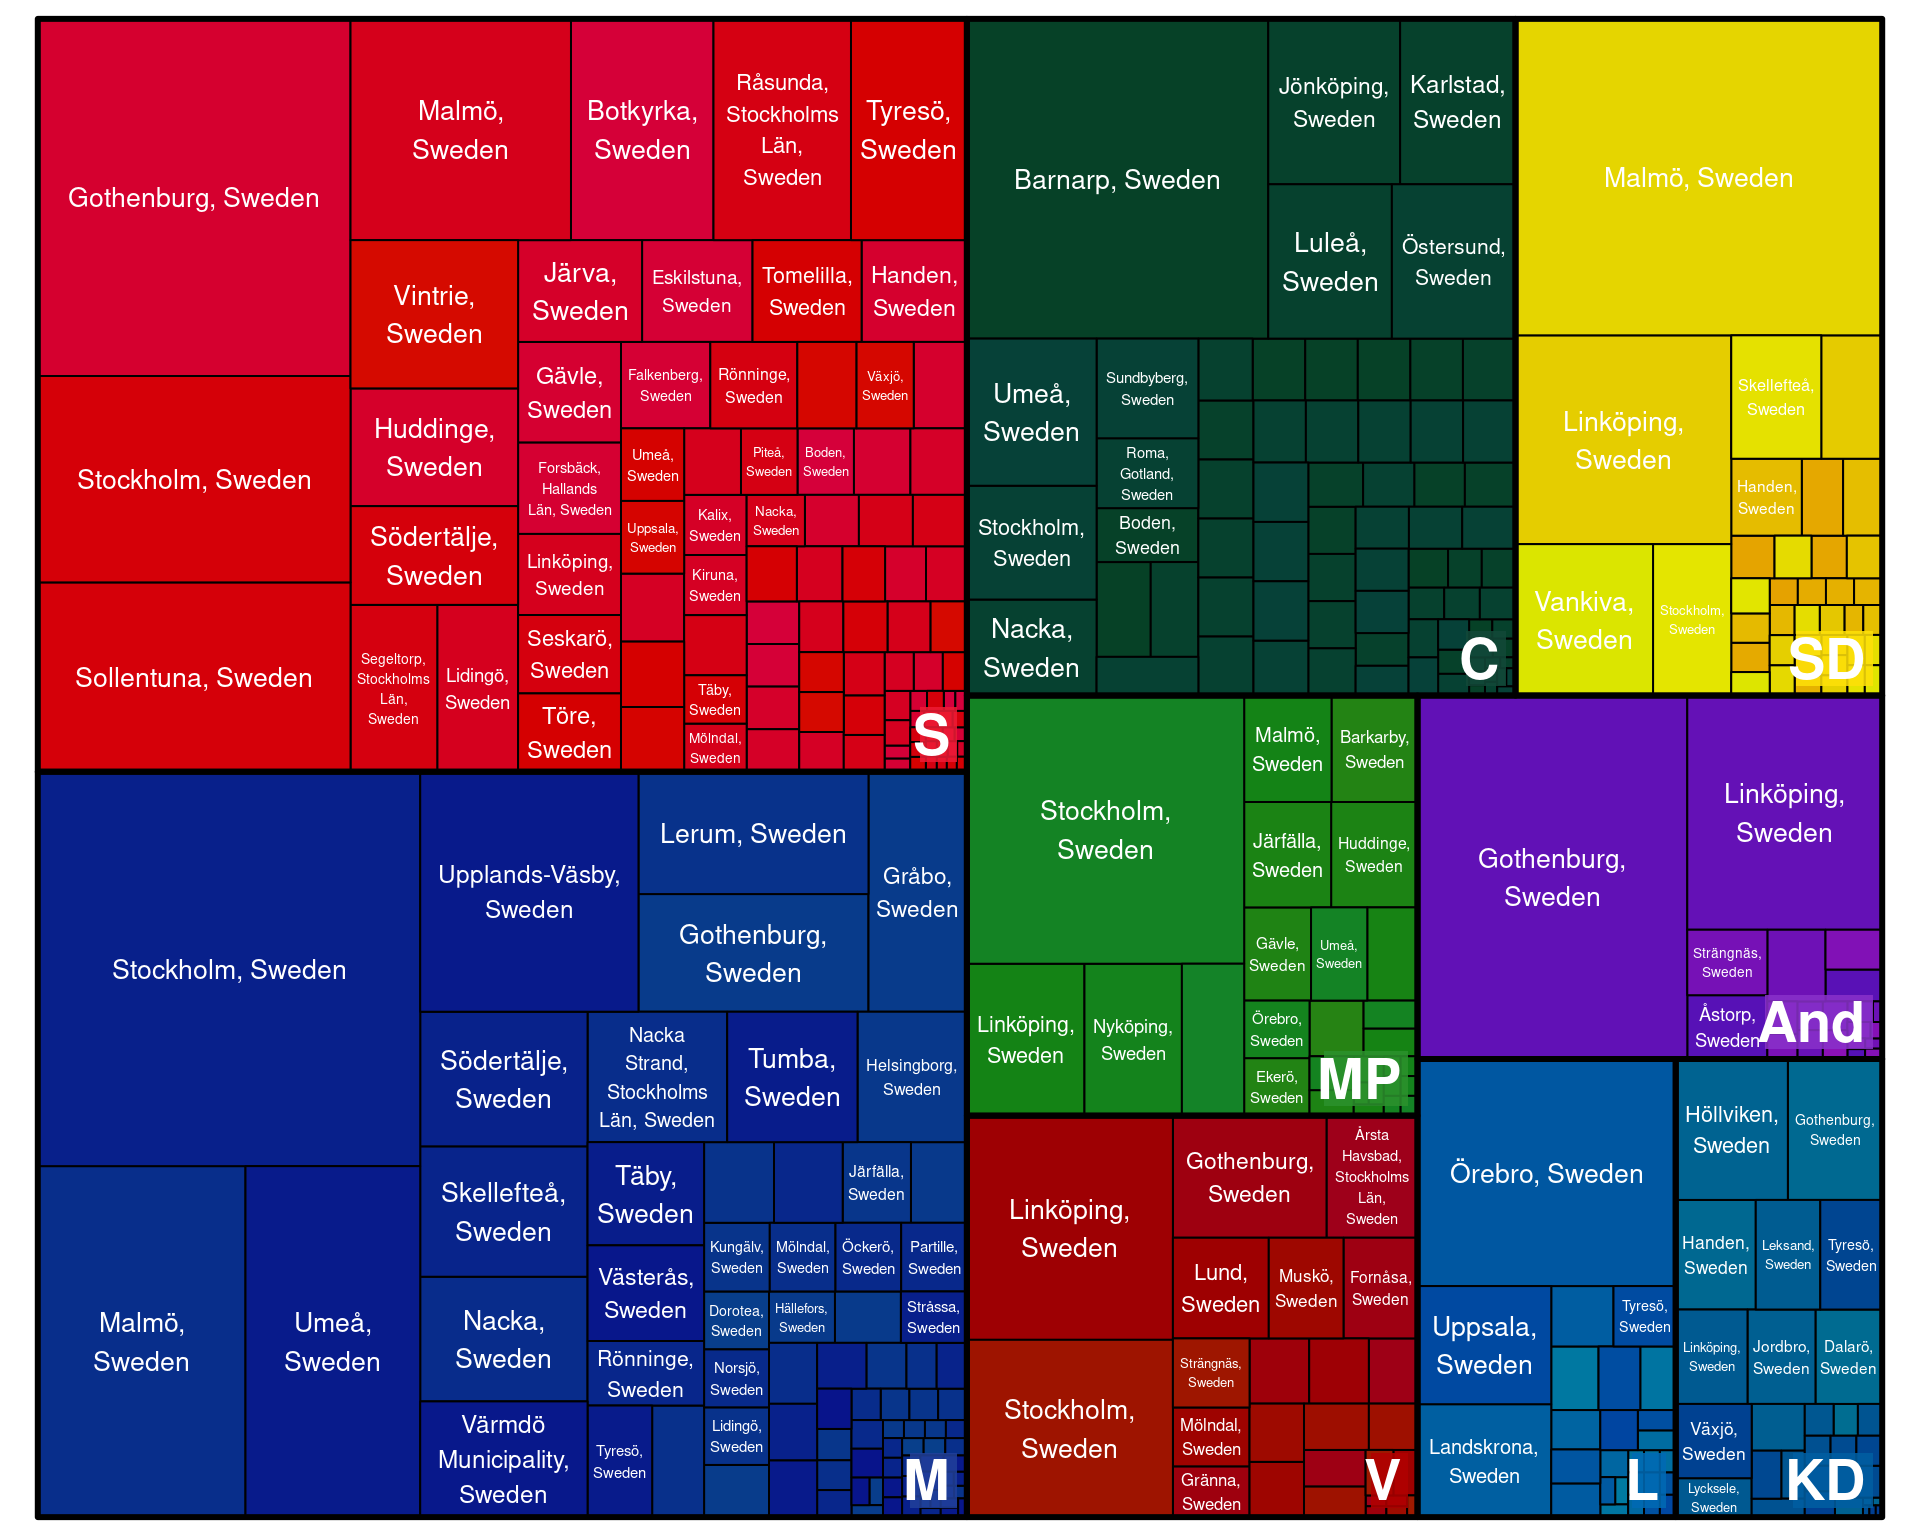 Gothenburg, Sweden
Stockholm, Sweden
Sollentuna, Sweden
Malmö,
Sweden
Botkyrka,
Sweden
Råsunda,
Stockholms
Län,
Sweden
Tyresö,
Sweden
Vintrie,
Sweden
Huddinge,
Sweden
Södertälje,
Sweden
Segeltorp,
Stockholms
Län,
Sweden
Lidingö,
Sweden
Järva,
Sweden
Eskilstuna,
Sweden
Tomelilla,
Sweden
Handen,
Sweden
Gävle,
Sweden
Forsbäck,
Hallands
Län, Sweden
Linköping,
Sweden
Seskarö,
Sweden
Töre,
Sweden
Falkenberg,
Sweden
Rönninge,
Sweden
Växjö,
Sweden
Umeå,
Sweden
Uppsala,
Sweden
Piteå,
Sweden
Boden,
Sweden
Kalix,
Sweden
Nacka,
Sweden
Kiruna,
Sweden
Täby,
Sweden
Mölndal,
Sweden
S
Stockholm, Sweden
Malmö,
Sweden
Umeå,
Sweden
Upplands-Väsby,
Sweden
Lerum, Sweden
Gothenburg,
Sweden
Gråbo,
Sweden
Södertälje,
Sweden
Skellefteå,
Sweden
Nacka,
Sweden
Värmdö
Municipality,
Sweden
Nacka
Strand,
Stockholms
Län, Sweden
Tumba,
Sweden
Helsingborg,
Sweden
Täby,
Sweden
Västerås,
Sweden
Rönninge,
Sweden
Tyresö,
Sweden
Järfälla,
Sweden
Kungälv,
Sweden
Mölndal,
Sweden
Öckerö,
Sweden
Partille,
Sweden
Dorotea,
Sweden
Hällefors,
Sweden
Stråssa,
Sweden
Norsjö,
Sweden
Lidingö,
Sweden
M
Barnarp, Sweden
Jönköping,
Sweden
Karlstad,
Sweden
Luleå,
Sweden
Östersund,
Sweden
Umeå,
Sweden
Stockholm,
Sweden
Nacka,
Sweden
Sundbyberg,
Sweden
Roma,
Gotland,
Sweden
Boden,
Sweden
C
Malmö, Sweden
Linköping,
Sweden
Vankiva,
Sweden
Stockholm,
Sweden
Skellefteå,
Sweden
Handen,
Sweden
SD
Stockholm,
Sweden
Linköping,
Sweden
Nyköping,
Sweden
Malmö,
Sweden
Barkarby,
Sweden
Järfälla,
Sweden
Huddinge,
Sweden
Gävle,
Sweden
Umeå,
Sweden
Örebro,
Sweden
Ekerö,
Sweden
MP
Gothenburg,
Sweden
Linköping,
Sweden
Strängnäs,
Sweden
Åstorp,
Sweden
And
Linköping,
Sweden
Stockholm,
Sweden
Gothenburg,
Sweden
Årsta
Havsbad,
Stockholms
Län,
Sweden
Lund,
Sweden
Muskö,
Sweden
Fornåsa,
Sweden
Strängnäs,
Sweden
Mölndal,
Sweden
Gränna,
Sweden
V
Örebro, Sweden
Uppsala,
Sweden
Landskrona,
Sweden
Tyresö,
Sweden
L
Höllviken,
Sweden
Gothenburg,
Sweden
Handen,
Sweden
Leksand,
Sweden
Tyresö,
Sweden
Linköping,
Sweden
Jordbro,
Sweden
Dalarö,
Sweden
Växjö,
Sweden
Lycksele,
Sweden
KD